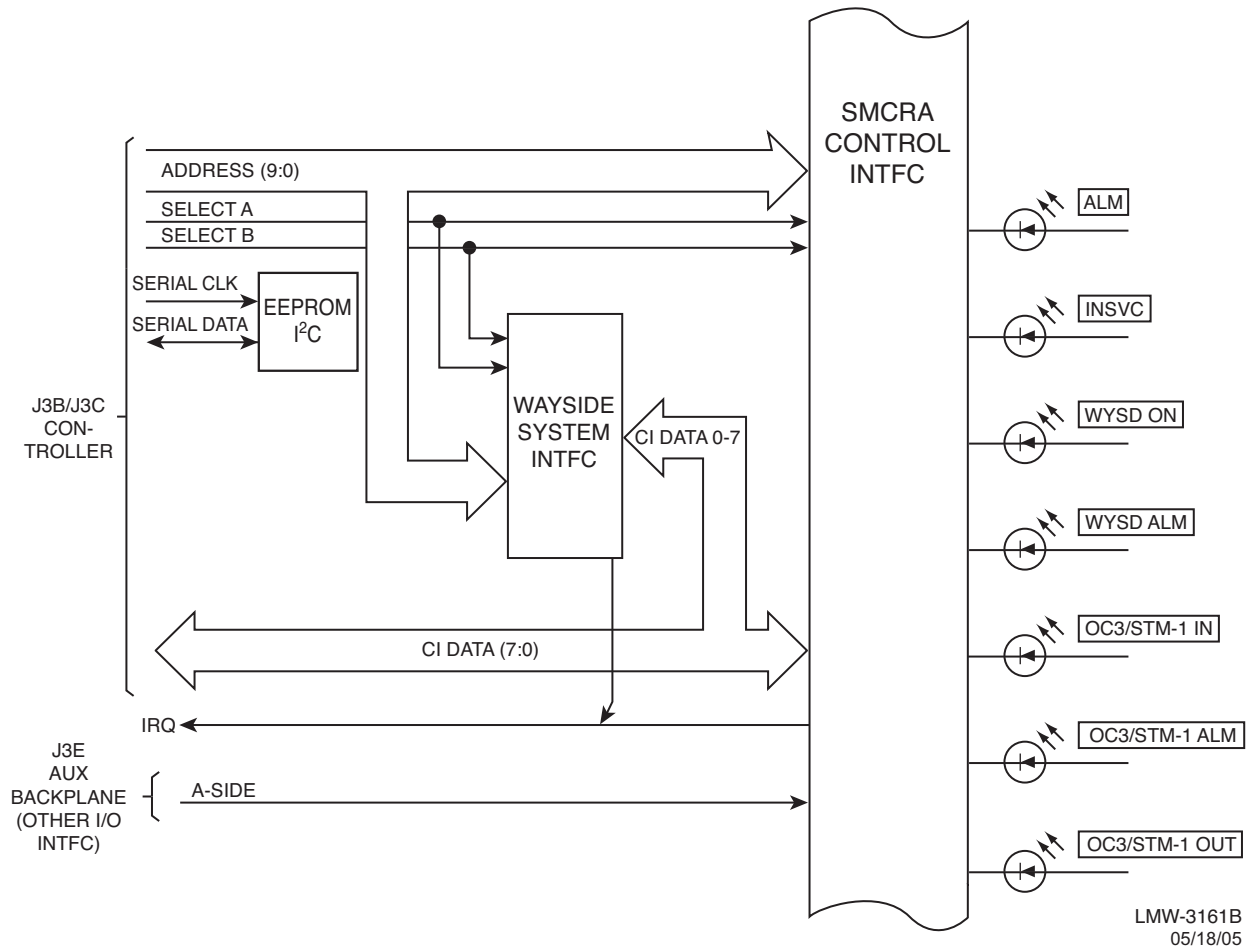 SMCRA
CONTROL
INTFC
ADDRESS (9:0)
SELECT A
SELECT B
SERIAL CLK
SERIAL DATA
EEPROM
I²C
J3B/J3C
CON-
TROLLER
WAYSIDE
SYSTEM
INTFC
CI DATA 0-7
CI DATA (7:0)
IRQ
J3E
AUX
BACKPLANE
(OTHER I/O
INTFC)
A-SIDE
ALM
INSVC
WYSD ON
WYSD ALM
OC3/STM-1 IN
OC3/STM-1 ALM
OC3/STM-1 OUT
LMW-3161B
05/18/05